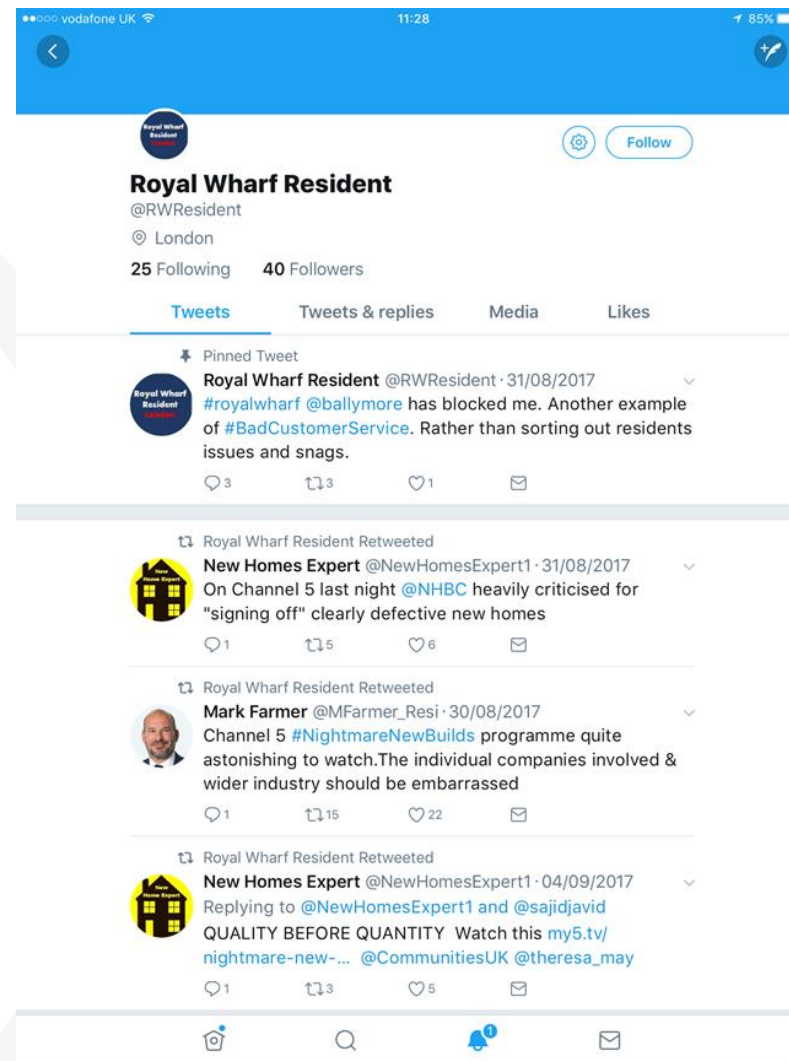 vodafone UK 11:28 85%
Royal Wharf
Resident
London
Follow
Royal Wharf Resident
@RWResident
London
25 Following 40 Followers
Tweets Tweets & replies Media Likes
Pinned Tweet
Royal Wharf Resident @RWResident · 31/08/2017
Royal Wharf
Resident
London
#royalwharf @ballymore has blocked me. Another example
of #BadCustomerService. Rather than sorting out residents
issues and snags.
3 3 1
Royal Wharf Resident Retweeted
New Homes Expert @NewHomesExpert1 · 31/08/2017
New
Home Expert
On Channel 5 last night @NHBC heavily criticised for
"signing off" clearly defective new homes
1 5 6
Royal Wharf Resident Retweeted
Mark Farmer @MFarmer_Resi · 30/08/2017
Channel 5 #NightmareNewBuilds programme quite
astonishing to watch.The individual companies involved &
wider industry should be embarrassed
1 15 22
Royal Wharf Resident Retweeted
New Homes Expert @NewHomesExpert1 · 04/09/2017
New
Home Expert
Replying to @NewHomesExpert1 and @sajidjavid
QUALITY BEFORE QUANTITY Watch this my5.tv/
nightmare-new-... @CommunitiesUK @theresa_may
1 3 5
1